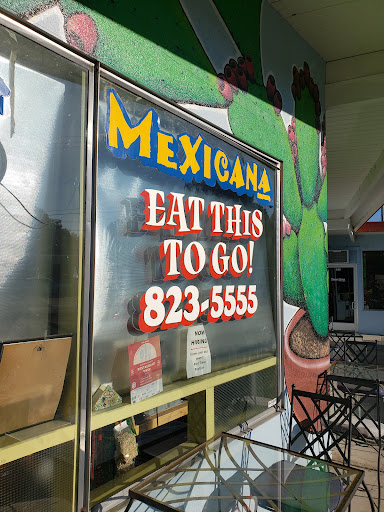 MEXICANA
EAT THIS
TO GO!
823-5555
NOW
HIRING